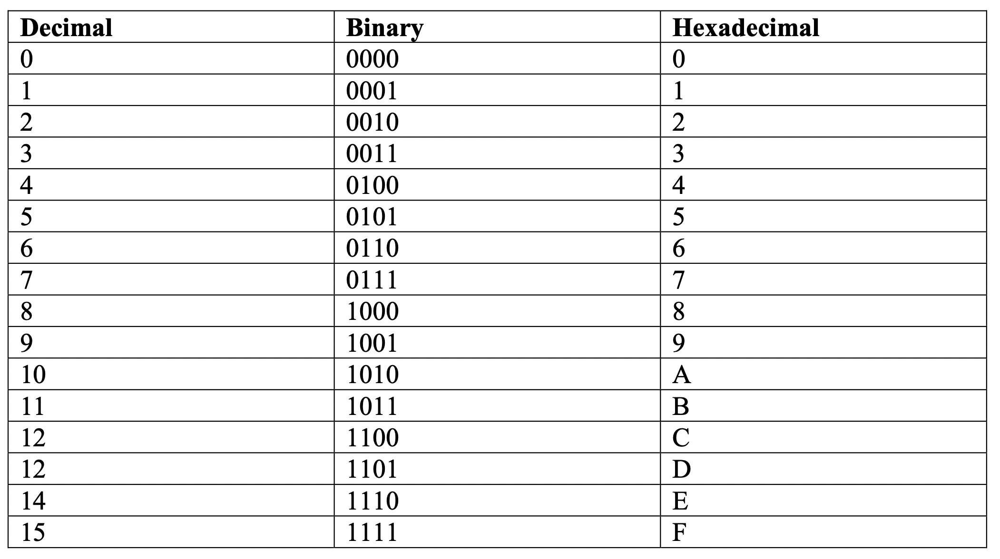 Decimal Binary Hexadecimal
0 0000 0
1 0001 1
2 0010 2
3 0011 3
4 0100 4
5 0101 5
6 0110 6
7 0111 7
8 1000 8
9 1001 9
10 1010 A
11 1011 B
12 1100 C
12 1101 D
14 1110 E
15 1111 F